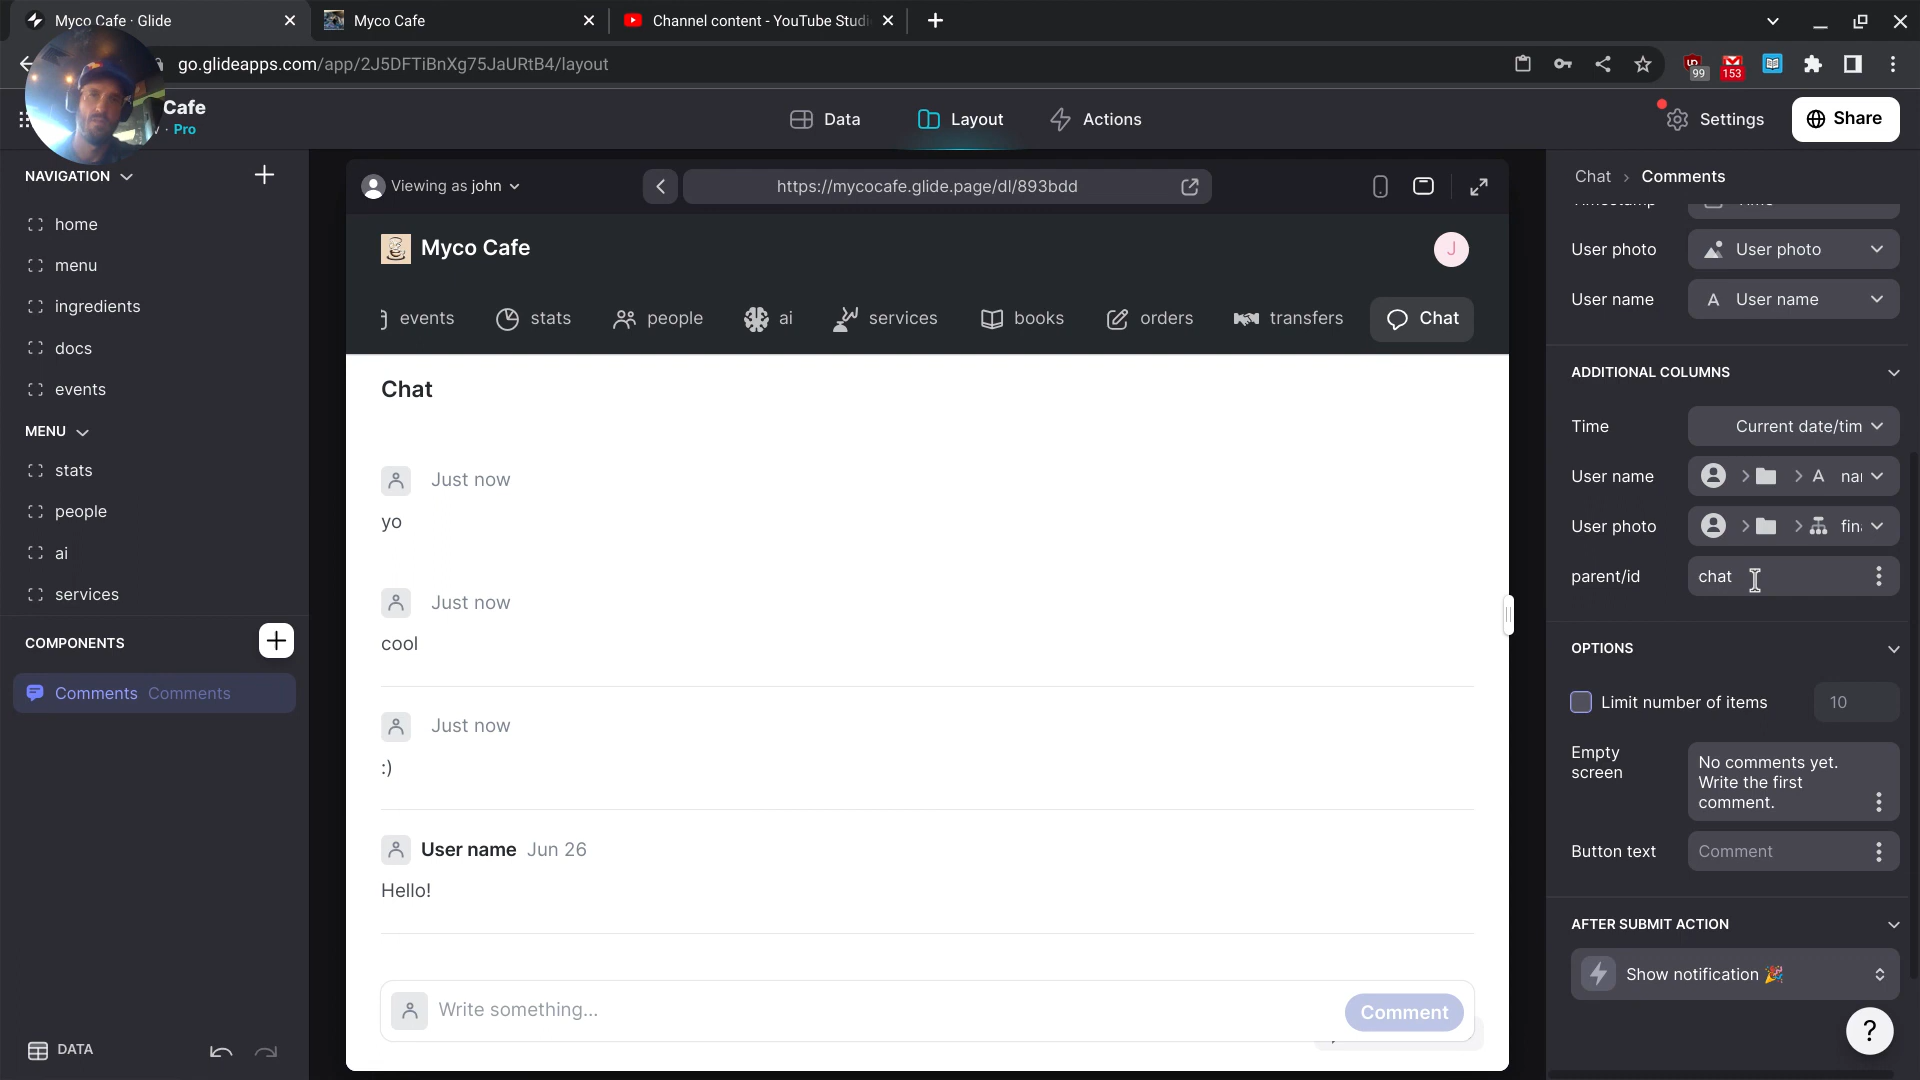 Myco Cafe · Glide
Myco Cafe
Channel content - YouTube Studi
go.glideapps.com/app/2J5DFTiBnXg75JaURtB4/layout
99
153
Cafe
· Pro
Data
Layout
Actions
Settings
Share
NAVIGATION
home
menu
ingredients
docs
events
MENU
stats
people
ai
services
COMPONENTS
Comments Comments
DATA
Viewing as john
https://mycocafe.glide.page/dl/893bdd
Myco Cafe
J
events
stats
people
ai
services
books
orders
transfers
Chat
Chat
Just now
yo
Just now
cool
Just now
:)
User name Jun 26
Hello!
Write something...
Comment
Chat › Comments
User photo
User photo
User name
A User name
ADDITIONAL COLUMNS
Time
Current date/tim
User name
A
User photo
parent/id
chat
OPTIONS
Limit number of items
10
Empty
screen
No comments yet.
Write the first
comment.
Button text
Comment
AFTER SUBMIT ACTION
Show notification 🎉
?